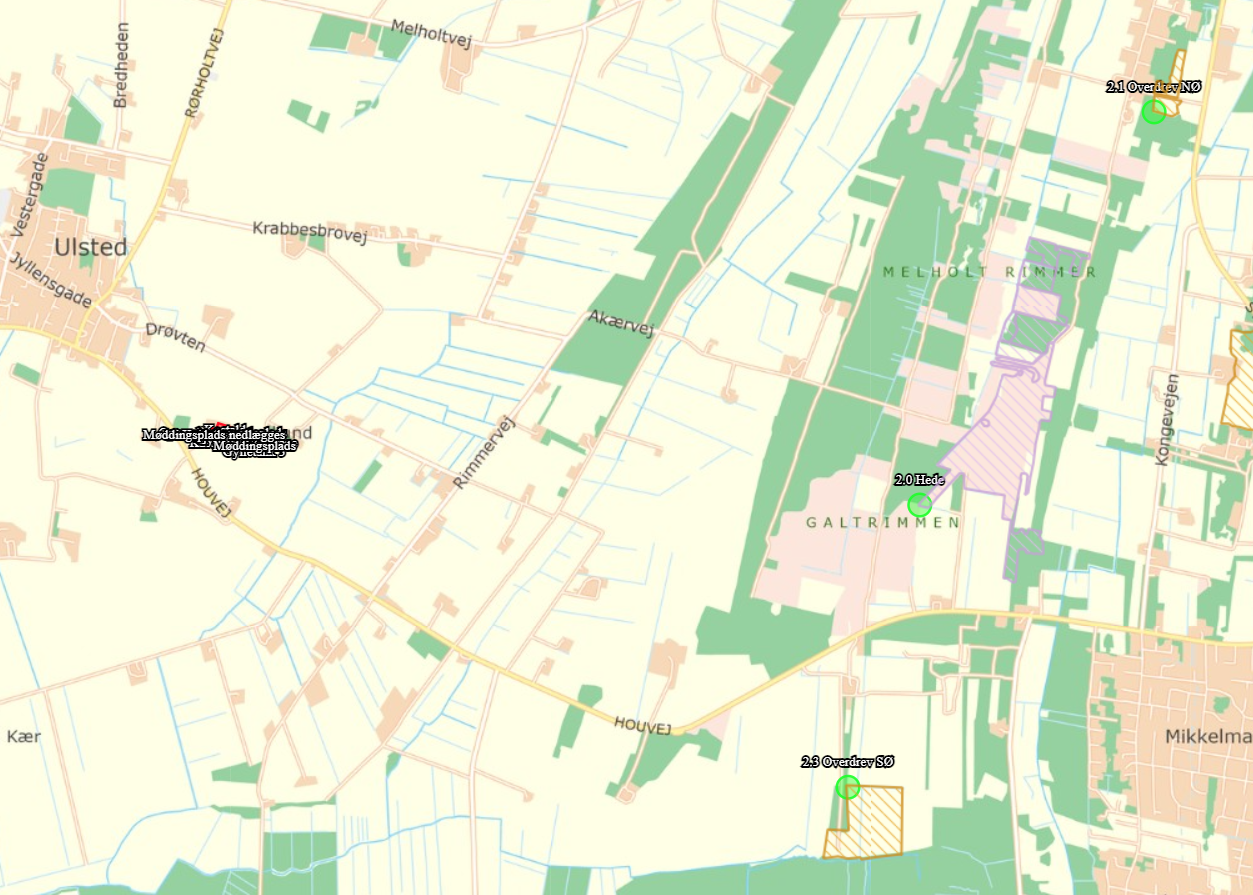 Melholtvej
Bredheden
RØRHOLTVEJ
2.1 Overdrev NØ
Vestergade
Krabbesbrovej
Ulsted
Jyllensgade
MELHOLT RIMMER
Akærvej
Drøvten
Kongevejen
Møddingsplads nedlægges
Møddingsplads
Rimmervej
HOUVEJ
2.0 Hede
GALTRIMMEN
HOUVEJ
Kær
Mikkelma
2.3 Overdrev SØ